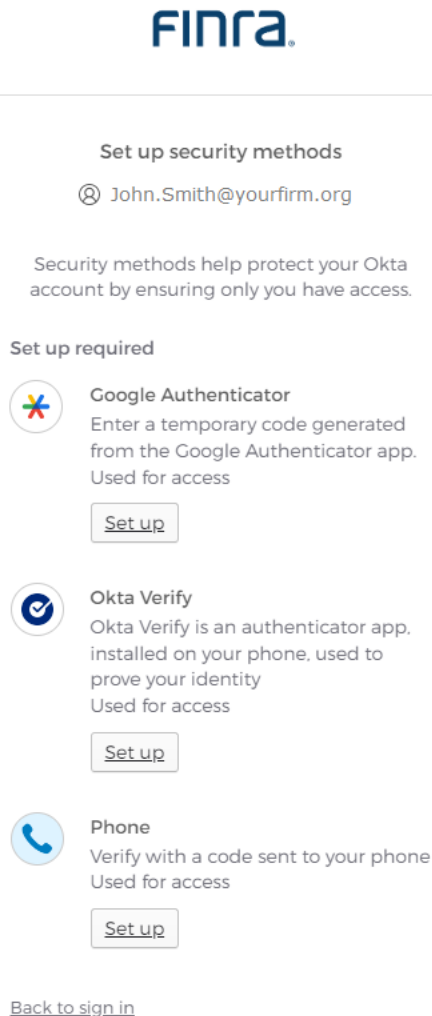 FINRA.
Set up security methods
John.Smith@yourfirm.org
Security methods help protect your Okta
account by ensuring only you have access.
Set up required
Google Authenticator
Enter a temporary code generated
from the Google Authenticator app.
Used for access
Set up
Okta Verify
Okta Verify is an authenticator app,
installed on your phone, used to
prove your identity
Used for access
Set up
Phone
Verify with a code sent to your phone
Used for access
Set up
Back to sign in